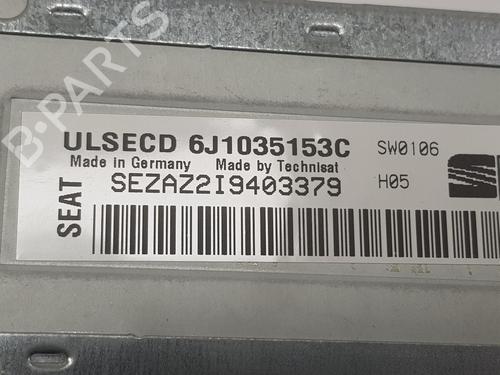 B-PARTS
ULSECD 6J1035153C SW0106
Made in Germany Made by Technisat
SEZAZ2I9403379 H05
SEAT